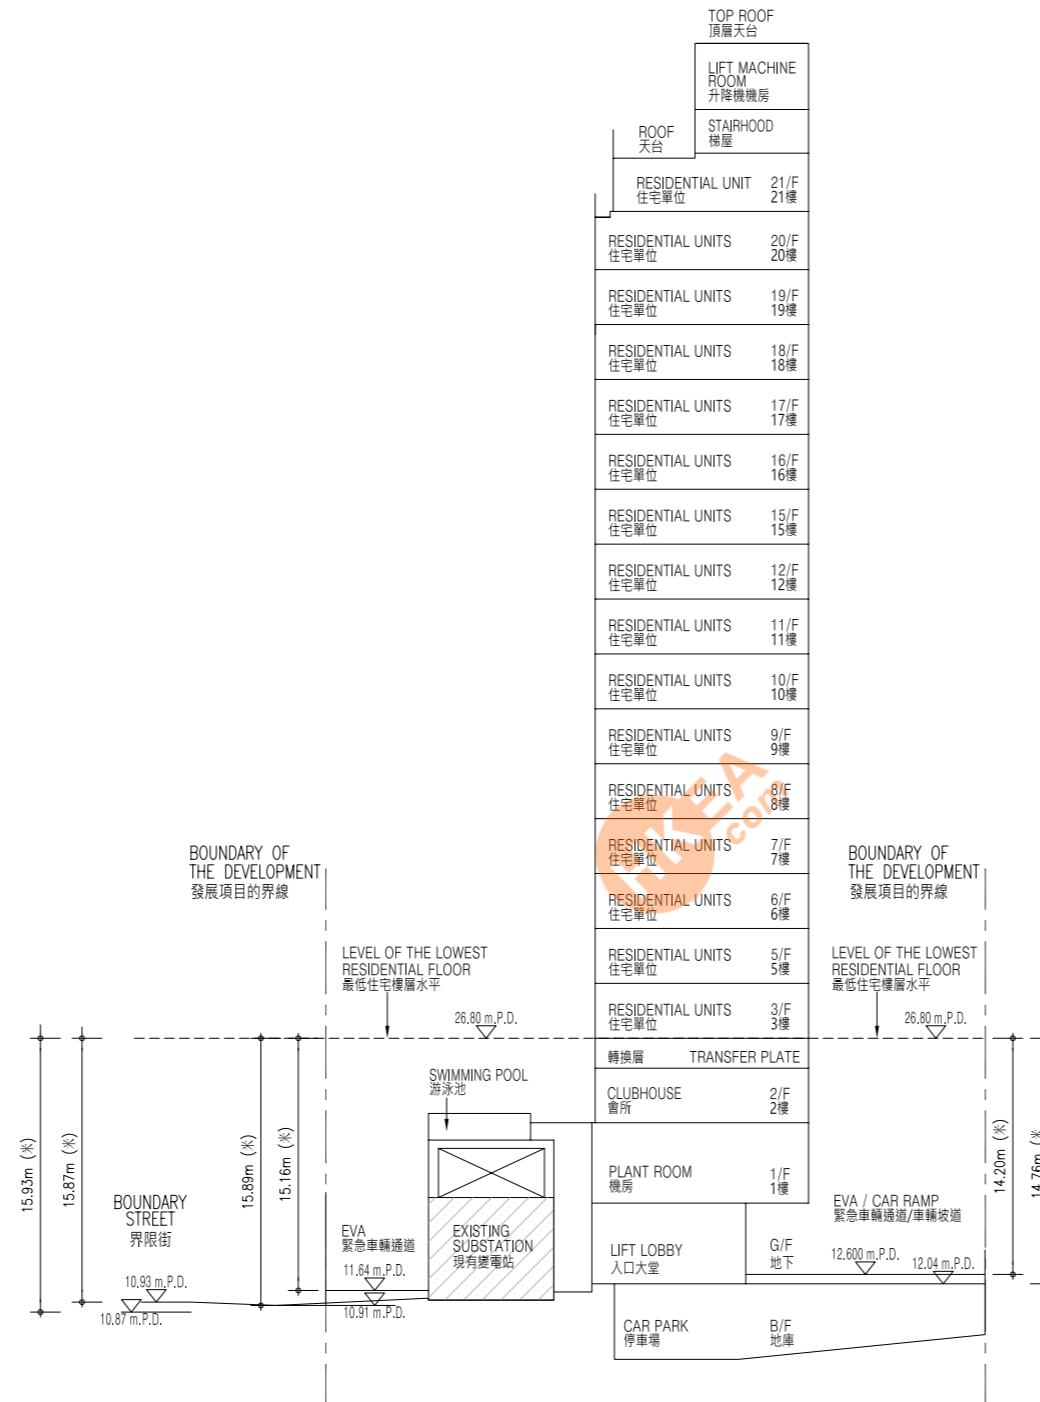 TOP ROOF
頂層天台
LIFT MACHINE
ROOM
升降機機房
STAIRHOOD
梯屋
ROOF
天台
RESIDENTIAL UNIT 21/F
住宅單位 21樓
RESIDENTIAL UNITS 20/F
住宅單位 20樓
RESIDENTIAL UNITS 19/F
住宅單位 19樓
RESIDENTIAL UNITS 18/F
住宅單位 18樓
RESIDENTIAL UNITS 17/F
住宅單位 17樓
RESIDENTIAL UNITS 16/F
住宅單位 16樓
RESIDENTIAL UNITS 15/F
住宅單位 15樓
RESIDENTIAL UNITS 12/F
住宅單位 12樓
RESIDENTIAL UNITS 11/F
住宅單位 11樓
RESIDENTIAL UNITS 10/F
住宅單位 10樓
RESIDENTIAL UNITS 9/F
住宅單位 9樓
RESIDENTIAL UNITS 8/F
住宅單位 8樓
RESIDENTIAL UNITS 7/F
住宅單位 7樓
RESIDENTIAL UNITS 6/F
住宅單位 6樓
RESIDENTIAL UNITS 5/F
住宅單位 5樓
RESIDENTIAL UNITS 3/F
住宅單位 3樓
轉換層 TRANSFER PLATE
CLUBHOUSE 2/F
會所 2樓
PLANT ROOM 1/F
機房 1樓
LIFT LOBBY G/F
入口大堂 地下
CAR PARK B/F
停車場 地庫
HKEA
com
BOUNDARY OF
THE DEVELOPMENT
發展項目的界線
LEVEL OF THE LOWEST
RESIDENTIAL FLOOR
最低住宅樓層水平
26.80 m.P.D.
SWIMMING POOL
游泳池
15.93m (米)
15.87m (米)
15.89m (米)
15.16m (米)
BOUNDARY
STREET
界限街
10.93 m.P.D.
10.87 m.P.D.
EVA
緊急車輛通道
11.64 m.P.D.
10.91 m.P.D.
EXISTING
SUBSTATION
現有變電站
BOUNDARY OF
THE DEVELOPMENT
發展項目的界線
LEVEL OF THE LOWEST
RESIDENTIAL FLOOR
最低住宅樓層水平
26.80 m.P.D.
EVA / CAR RAMP
緊急車輛通道/車輛坡道
12.600 m.P.D.
12.04 m.P.D.
14.20m (米)
14.76m (米)